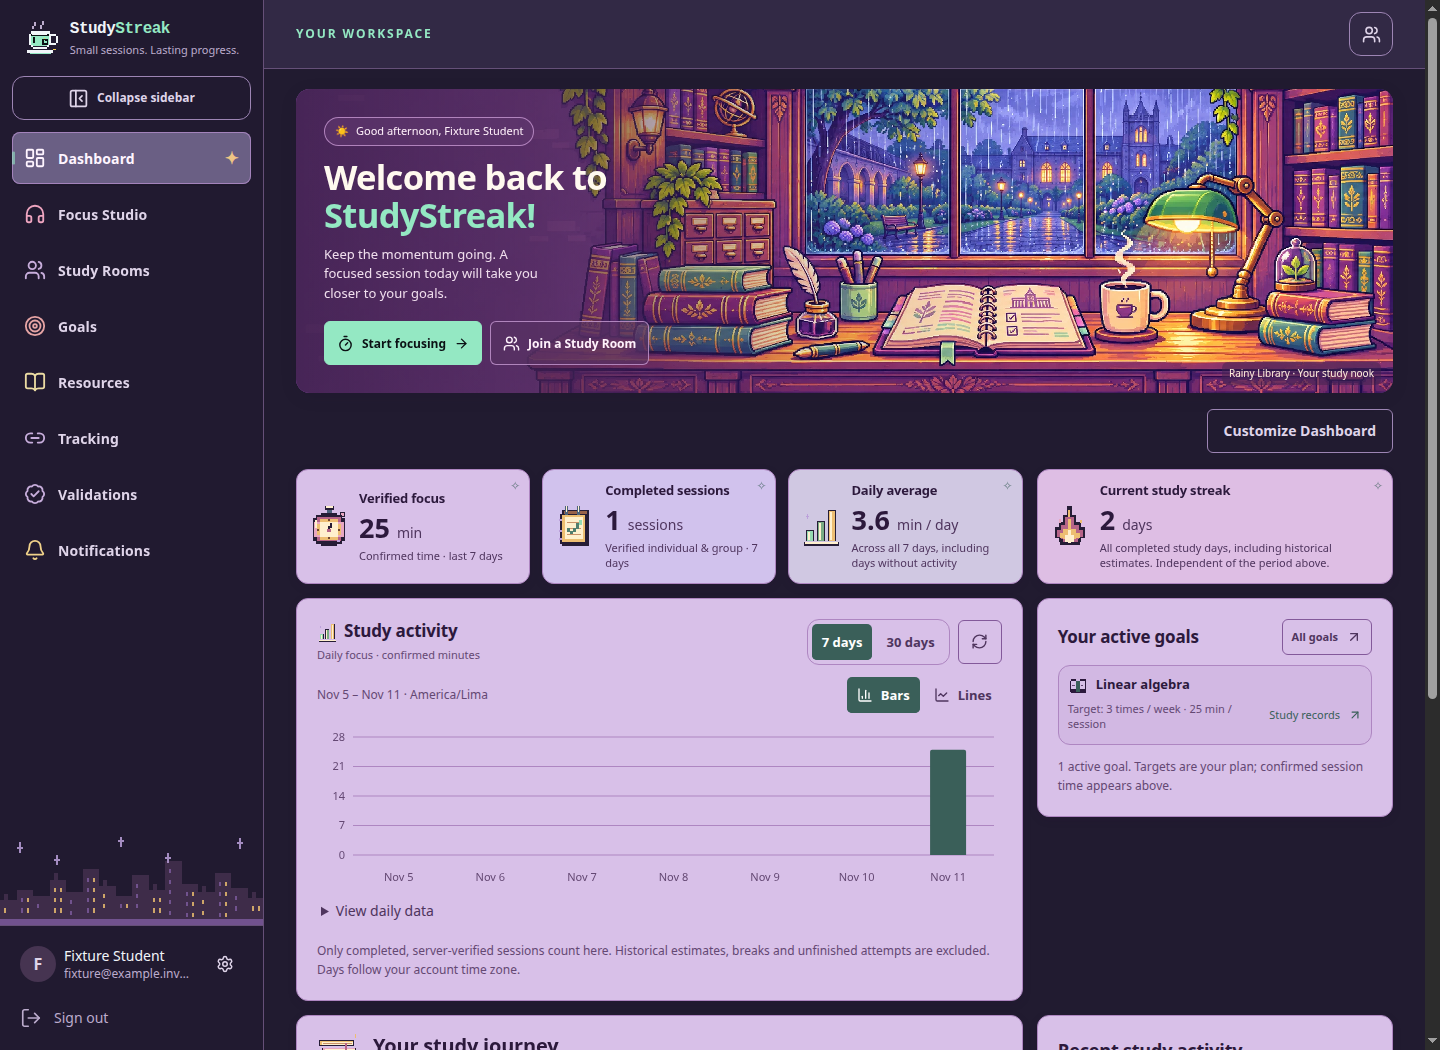 StudyStreak
Small sessions. Lasting progress.
Collapse sidebar
Dashboard
Focus Studio
Study Rooms
Goals
Resources
Tracking
Validations
Notifications
F
Fixture Student
fixture@example.inv...
Sign out
YOUR WORKSPACE
Good afternoon, Fixture Student
Welcome back to
StudyStreak!
Keep the momentum going. A
focused session today will take you
closer to your goals.
Start focusing
Join a Study Room
Rainy Library · Your study nook
Customize Dashboard
Verified focus
25 min
Confirmed time · last 7 days
Completed sessions
1 sessions
Verified individual & group · 7
days
Daily average
3.6 min / day
Across all 7 days, including
days without activity
Current study streak
2 days
All completed study days, including historical
estimates. Independent of the period above.
Study activity
Daily focus · confirmed minutes
7 days
30 days
Nov 5 – Nov 11 · America/Lima
Bars
Lines
28
21
14
7
0
Nov 5
Nov 6
Nov 7
Nov 8
Nov 9
Nov 10
Nov 11
View daily data
Only completed, server-verified sessions count here. Historical estimates, breaks and unfinished attempts are excluded.
Days follow your account time zone.
Your active goals
All goals
Linear algebra
Target: 3 times / week · 25 min /
session
Study records
1 active goal. Targets are your plan; confirmed session
time appears above.
Your study journey
Recent study activity